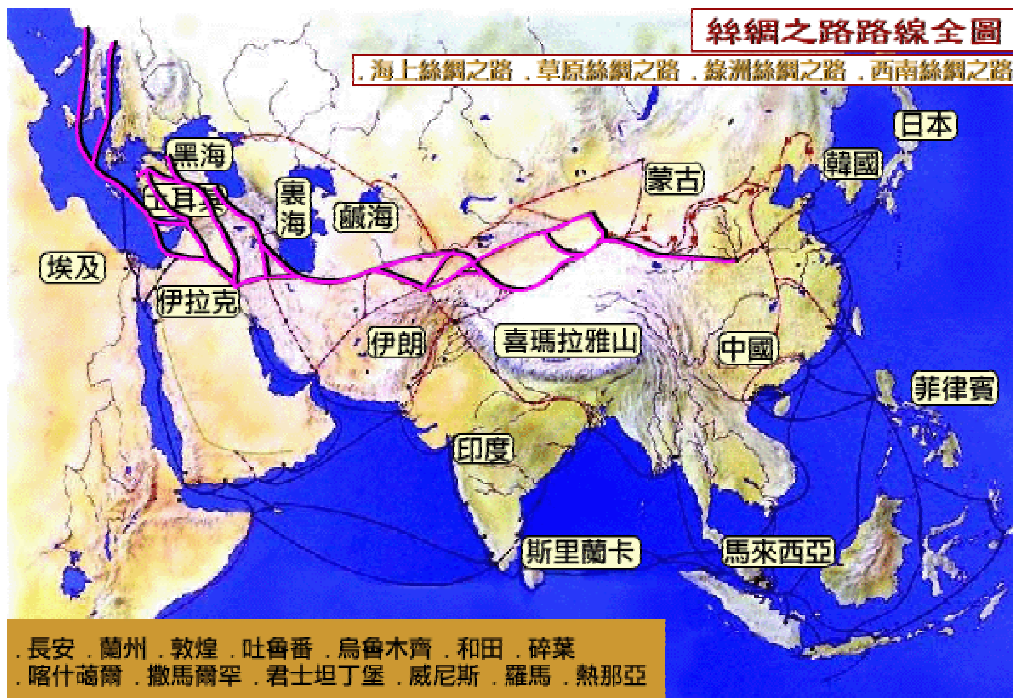 絲綢之路路線全圖
.海上絲綢之路 .草原絲綢之路 .綠洲絲綢之路 .西南絲綢之路
日本
黑海
韓國
蒙古
土耳其
裏海
鹹海
埃及
伊拉克
伊朗
喜瑪拉雅山
中國
菲律賓
印度
斯里蘭卡
馬來西亞
.長安 .蘭州 .敦煌 .吐魯番 .烏魯木齊 .和田 .碎葉
.喀什葛爾 .撒馬爾罕 .君士坦丁堡 .威尼斯 .羅馬 .熱那亞